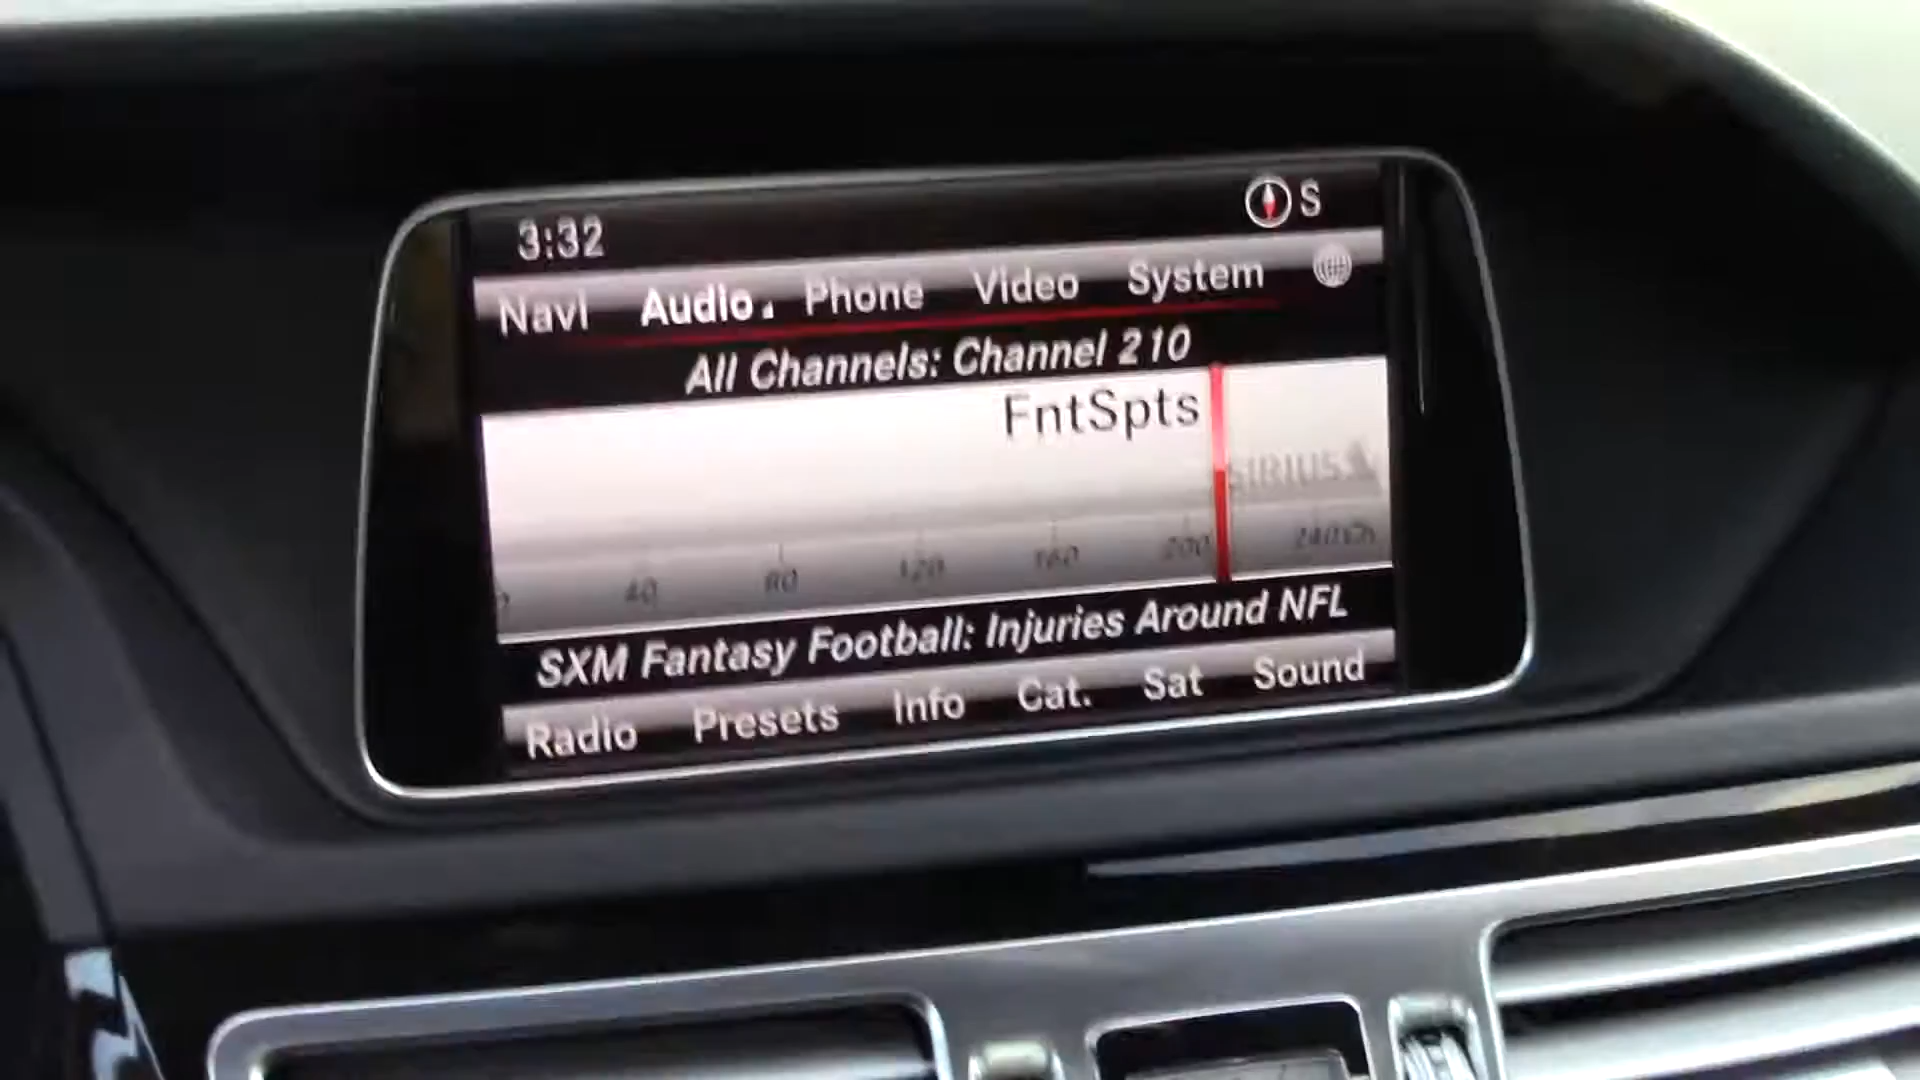 3:32 S
Navi Audio Phone Video System
All Channels: Channel 210
FntSpts
SIRIUS
40 80 120 160 200 240
SXM Fantasy Football: Injuries Around NFL
Radio Presets Info Cat. Sat Sound